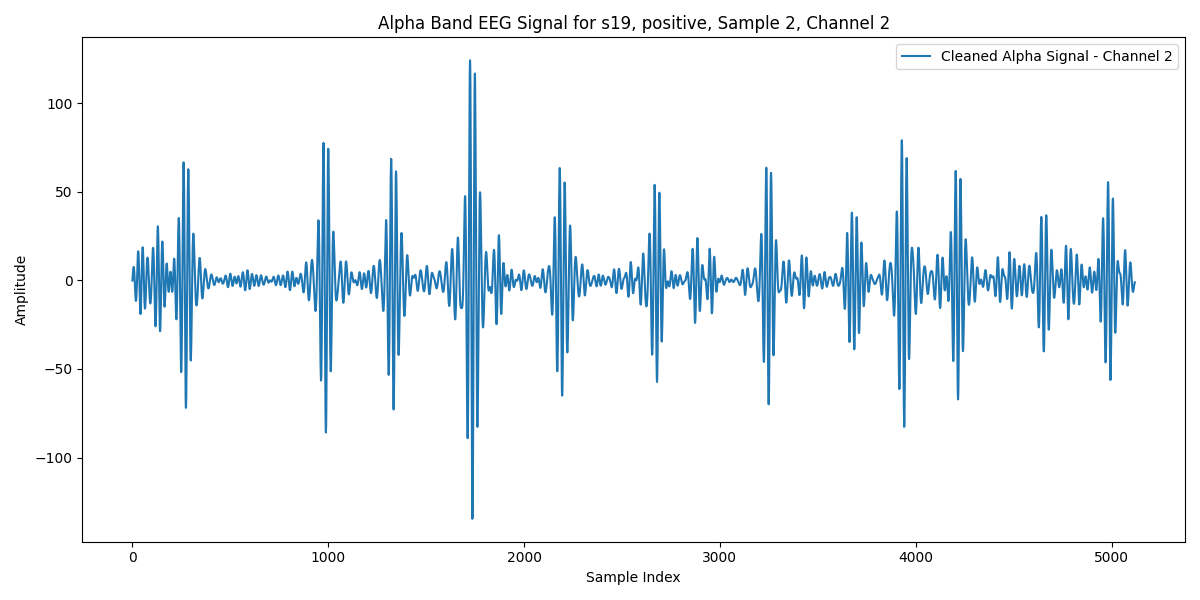 Alpha Band EEG Signal for s19, positive, Sample 2, Channel 2
Cleaned Alpha Signal - Channel 2
Amplitude
100
50
0
−50
−100
0 1000 2000 3000 4000 5000
Sample Index